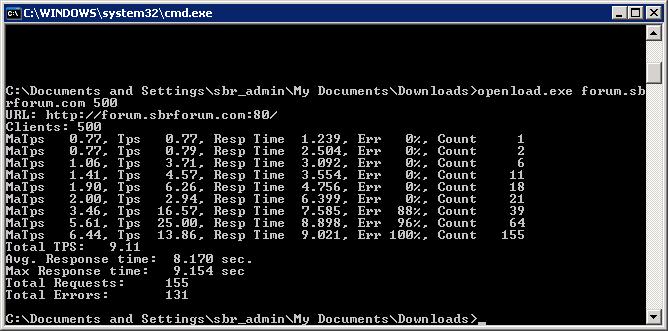 C:\WINDOWS\system32\cmd.exe
C:\Documents and Settings\sbr_admin\My Documents\Downloads>openload.exe forum.sb
rforum.com 500
URL: http://forum.sbrforum.com:80/
Clients: 500
MaTps   0.77, Tps   0.77, Resp Time  1.239, Err   0%, Count     1
MaTps   0.77, Tps   0.79, Resp Time  2.504, Err   0%, Count     2
MaTps   1.06, Tps   3.71, Resp Time  3.092, Err   0%, Count     6
MaTps   1.41, Tps   4.57, Resp Time  3.554, Err   0%, Count    11
MaTps   1.90, Tps   6.26, Resp Time  4.756, Err   0%, Count    18
MaTps   2.00, Tps   2.94, Resp Time  6.399, Err   0%, Count    21
MaTps   3.46, Tps  16.57, Resp Time  7.585, Err  88%, Count    39
MaTps   5.61, Tps  25.00, Resp Time  8.898, Err  96%, Count    64
MaTps   6.44, Tps  13.86, Resp Time  9.021, Err 100%, Count   155
Total TPS:   9.11
Avg. Response time:  8.170 sec.
Max Response time:   9.154 sec
Total Requests:      155
Total Errors:        131
C:\Documents and Settings\sbr_admin\My Documents\Downloads>_